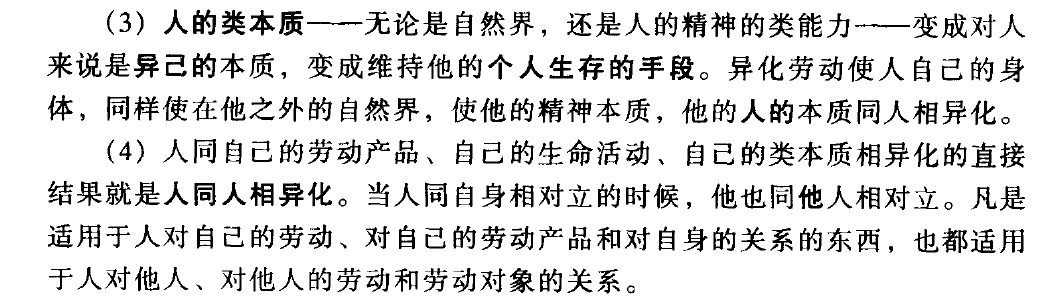 （3）人的类本质——无论是自然界，还是人的精神的类能力——变成对人
来说是异己的本质，变成维持他的个人生存的手段。异化劳动使人自己的身
体，同样使在他之外的自然界，使他的精神本质，他的人的本质同人相异化。
（4）人同自己的劳动产品、自己的生命活动、自己的类本质相异化的直接
结果就是人同人相异化。当人同自身相对立的时候，他也同他人相对立。凡是
适用于人对自己的劳动、对自己的劳动产品和对自身的关系的东西，也都适用
于人对他人、对他人的劳动和劳动对象的关系。